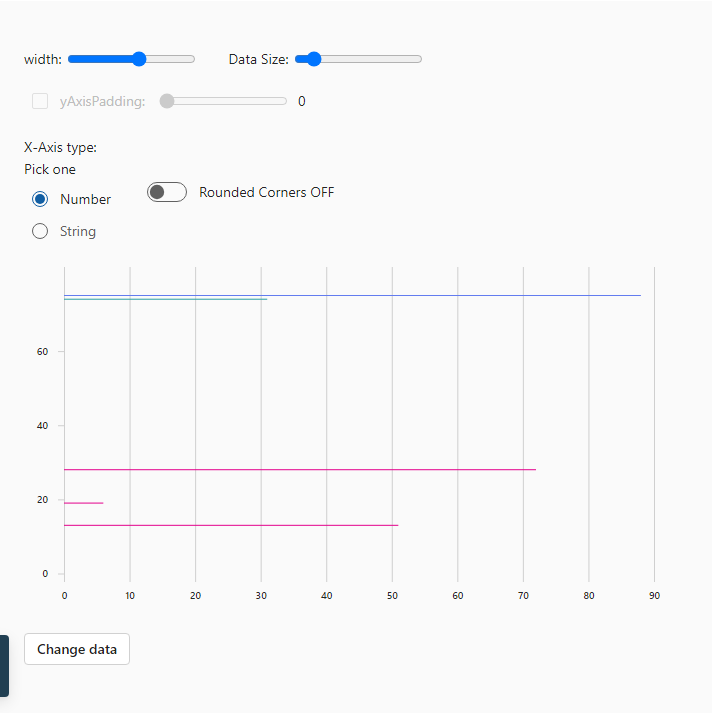 width: Data Size:
yAxisPadding: 0
X-Axis type:
Pick one
Number Rounded Corners OFF
String
60
40
20
0
0 10 20 30 40 50 60 70 80 90
Change data